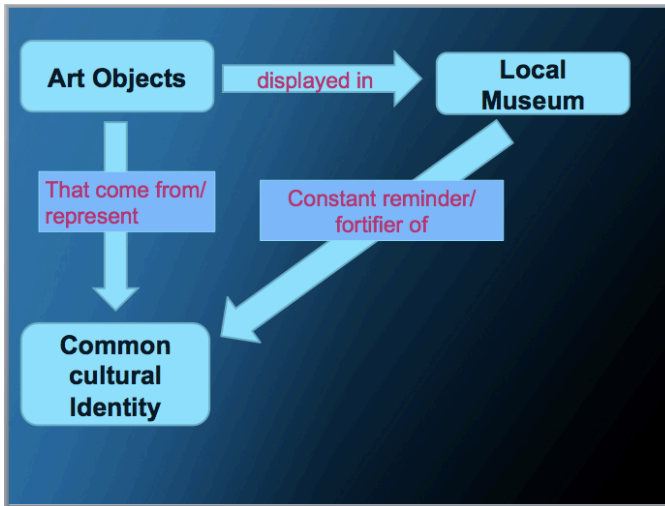 Art Objects
displayed in
Local
Museum
That come from/
represent
Constant reminder/
fortifier of
Common
cultural
Identity